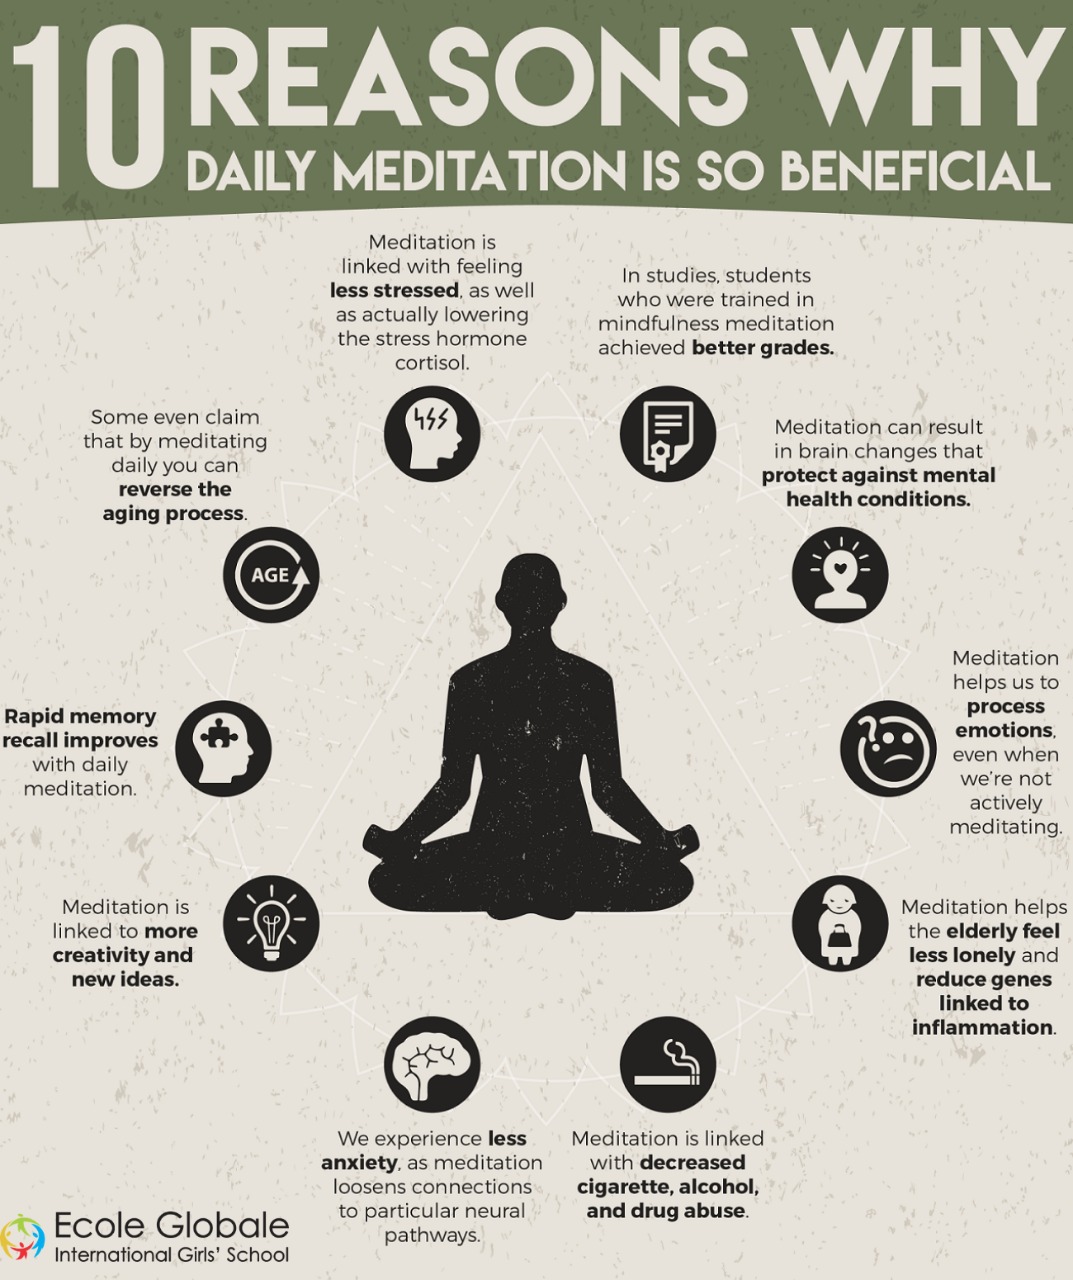 10 REASONS WHY
DAILY MEDITATION IS SO BENEFICIAL
Meditation is
linked with feeling
less stressed, as well
as actually lowering
the stress hormone
cortisol.
In studies, students
who were trained in
mindfulness meditation
achieved better grades.
Meditation can result
in brain changes that
protect against mental
health conditions.
Meditation
helps us to
process
emotions,
even when
we're not
actively
meditating.
Meditation helps
the elderly feel
less lonely and
reduce genes
linked to
inflammation.
Meditation is linked
with decreased
cigarette, alcohol,
and drug abuse.
We experience less
anxiety, as meditation
loosens connections
to particular neural
pathways.
Meditation is
linked to more
creativity and
new ideas.
Rapid memory
recall improves
with daily
meditation.
Some even claim
that by meditating
daily you can
reverse the
aging process.
AGE
Ecole Globale
International Girls' School